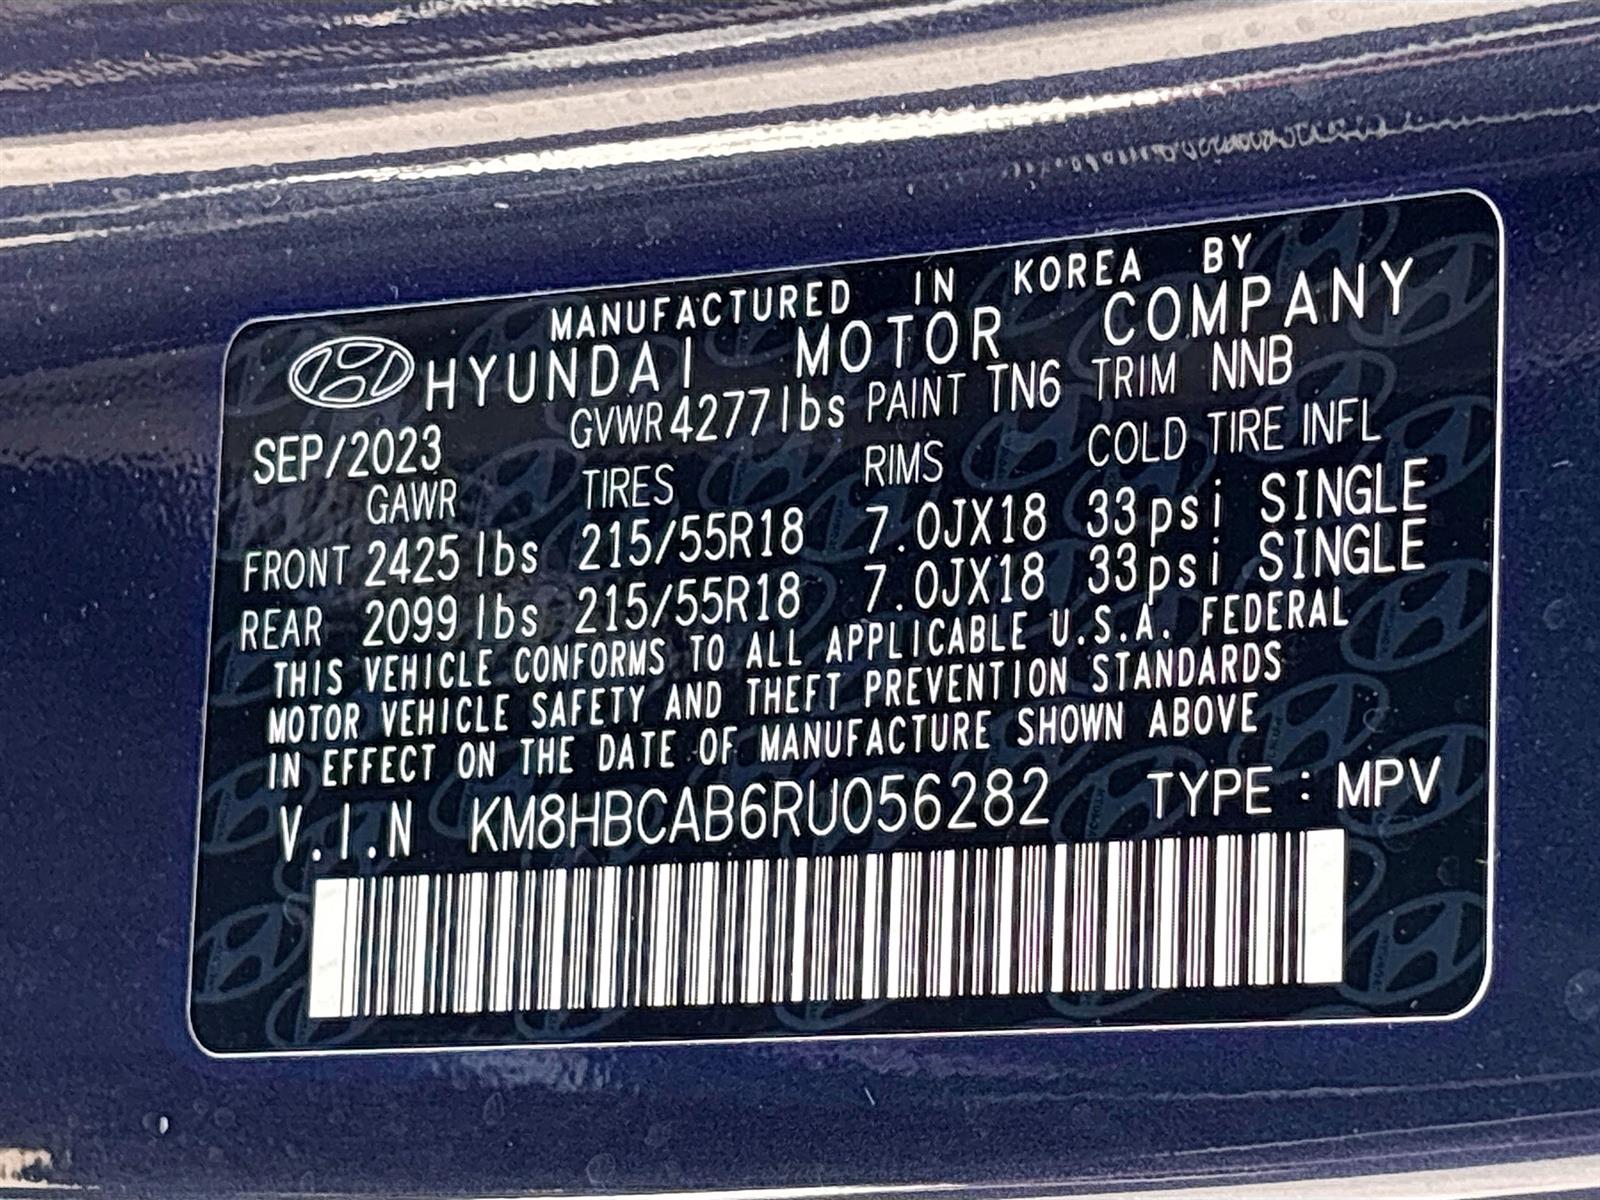 MANUFACTURED IN KOREA BY
HYUNDAI MOTOR COMPANY
SEP/2023 GVWR 4277 lbs PAINT TN6 TRIM NNB
GAWR TIRES RIMS COLD TIRE INFL
FRONT 2425 lbs 215/55R18 7.0JX18 33psi SINGLE
REAR 2099 lbs 215/55R18 7.0JX18 33psi SINGLE
THIS VEHICLE CONFORMS TO ALL APPLICABLE U.S.A. FEDERAL
MOTOR VEHICLE SAFETY AND THEFT PREVENTION STANDARDS
IN EFFECT ON THE DATE OF MANUFACTURE SHOWN ABOVE
V.I.N KM8HBCAB6RU056282 TYPE : MPV